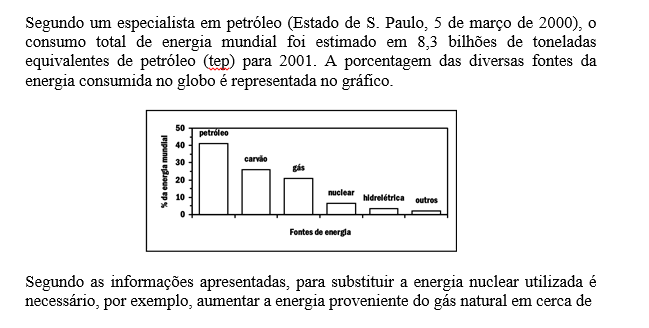 Segundo um especialista em petróleo (Estado de S. Paulo, 5 de março de 2000), o
consumo total de energia mundial foi estimado em 8,3 bilhões de toneladas
equivalentes de petróleo (tep) para 2001. A porcentagem das diversas fontes da
energia consumida no globo é representada no gráfico.
% da energia mundial
50
40
30
20
10
0
petróleo
carvão
gás
nuclear
hidrelétrica
outros
Fontes de energia
Segundo as informações apresentadas, para substituir a energia nuclear utilizada é
necessário, por exemplo, aumentar a energia proveniente do gás natural em cerca de